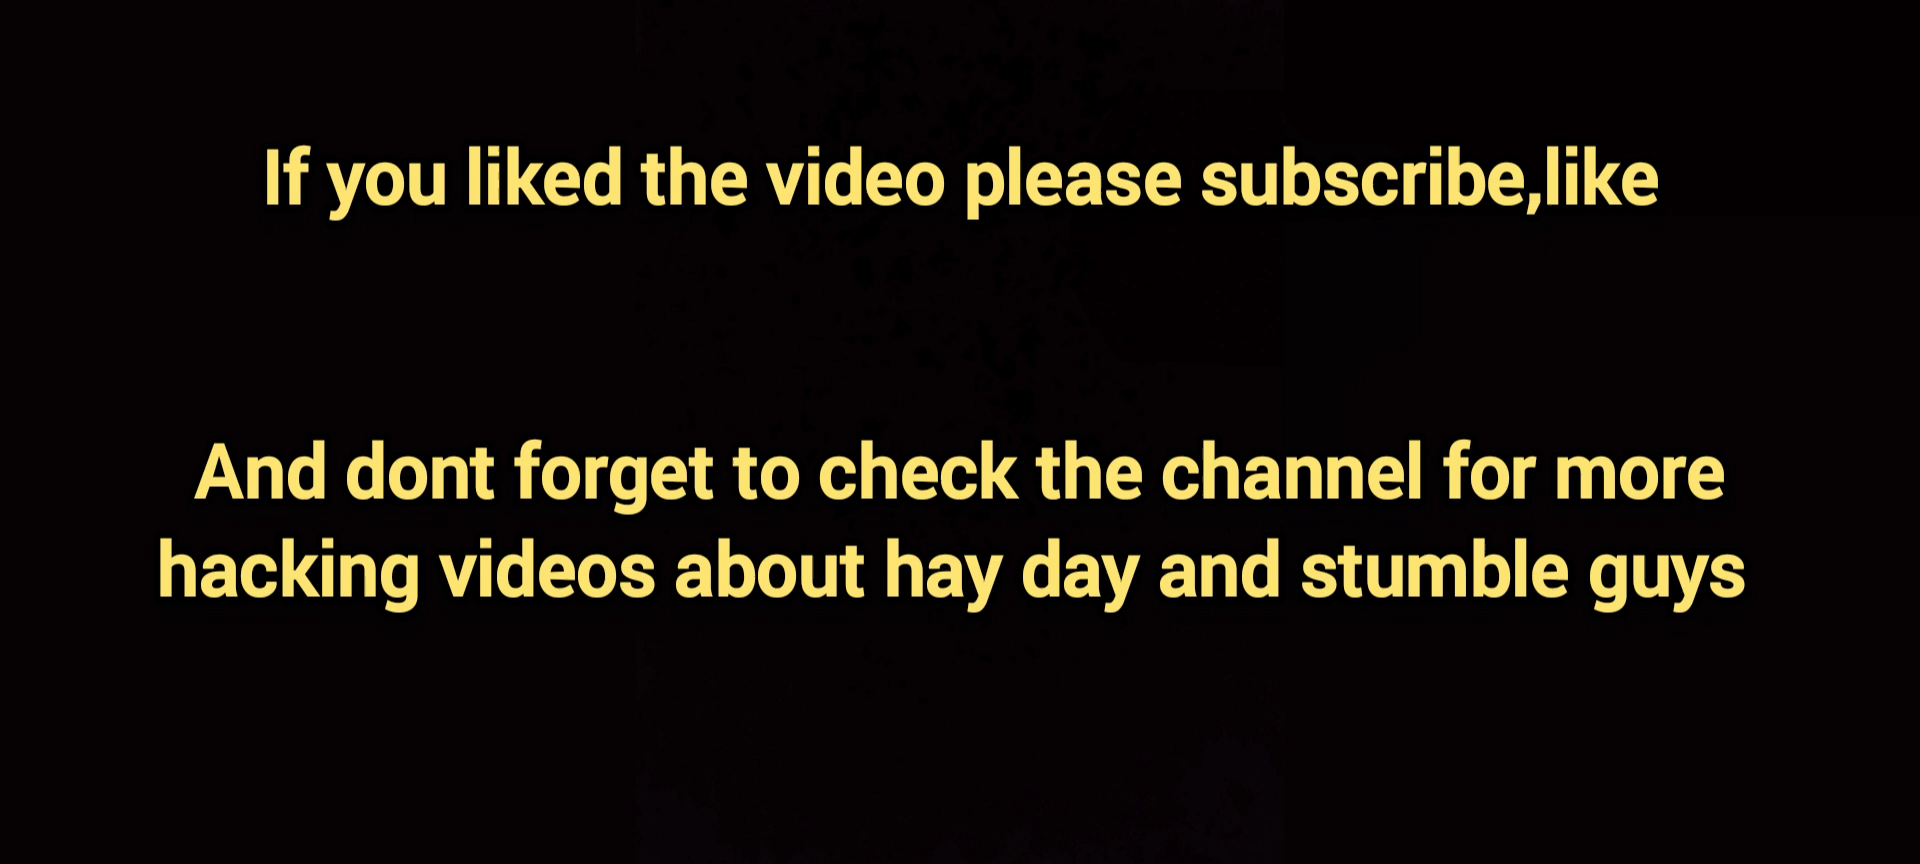 If you liked the video please subscribe,like
And dont forget to check the channel for more
hacking videos about hay day and stumble guys